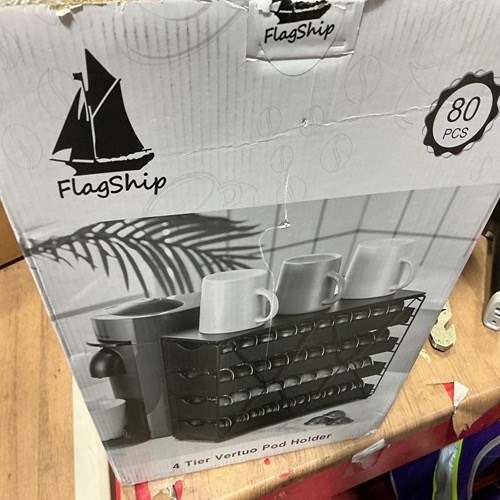 FlagShip
FlagShip
80
PCS
4 Tier Vertuo Pod Holder